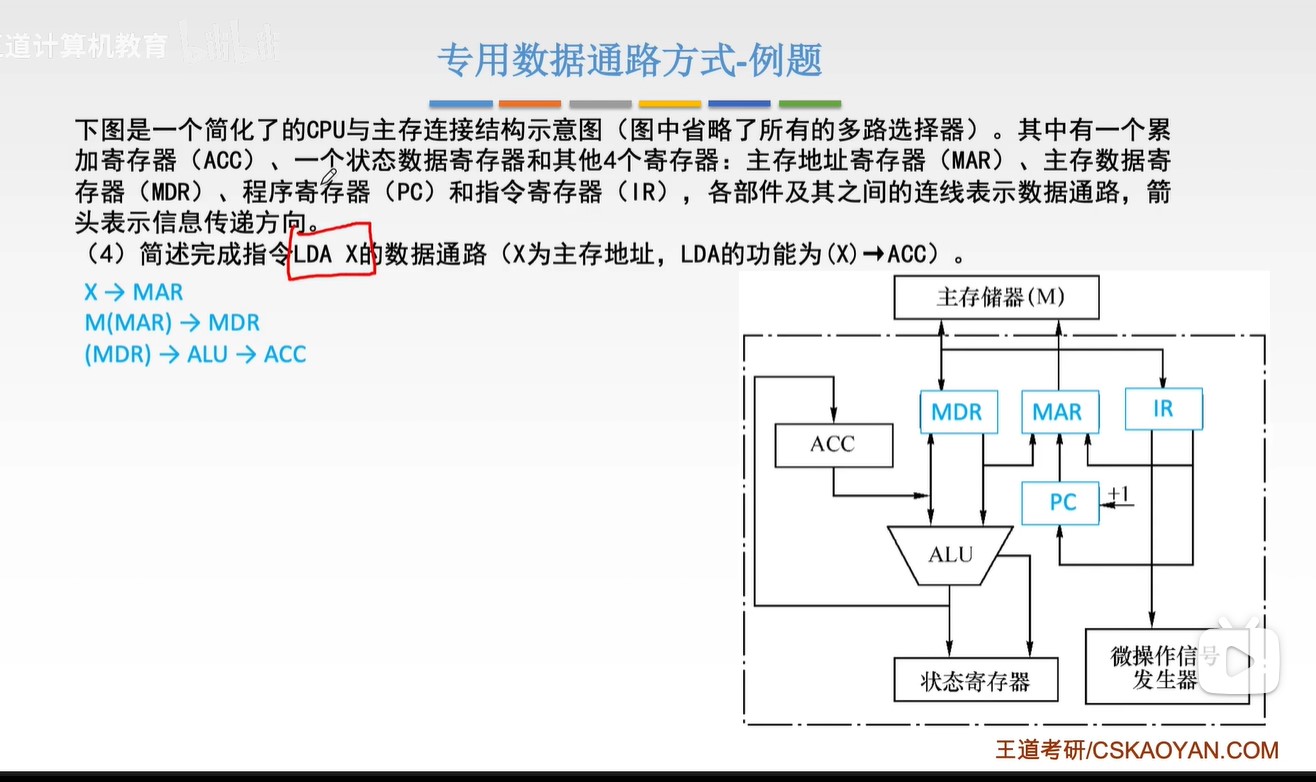 道计算机教育
专用数据通路方式-例题
下图是一个简化了的CPU与主存连接结构示意图（图中省略了所有的多路选择器）。其中有一个累
加寄存器（ACC）、一个状态数据寄存器和其他4个寄存器：主存地址寄存器（MAR）、主存数据寄
存器（MDR）、程序寄存器（PC）和指令寄存器（IR），各部件及其之间的连线表示数据通路，箭
头表示信息传递方向。
（4）简述完成指令LDA X的数据通路（X为主存地址，LDA的功能为(X)→ACC）。
X → MAR
M(MAR) → MDR
(MDR) → ALU → ACC
主存储器(M)
MDR
MAR
IR
ACC
PC
+1
ALU
状态寄存器
微操作信号
发生器
王道考研/CSKAOYAN.COM